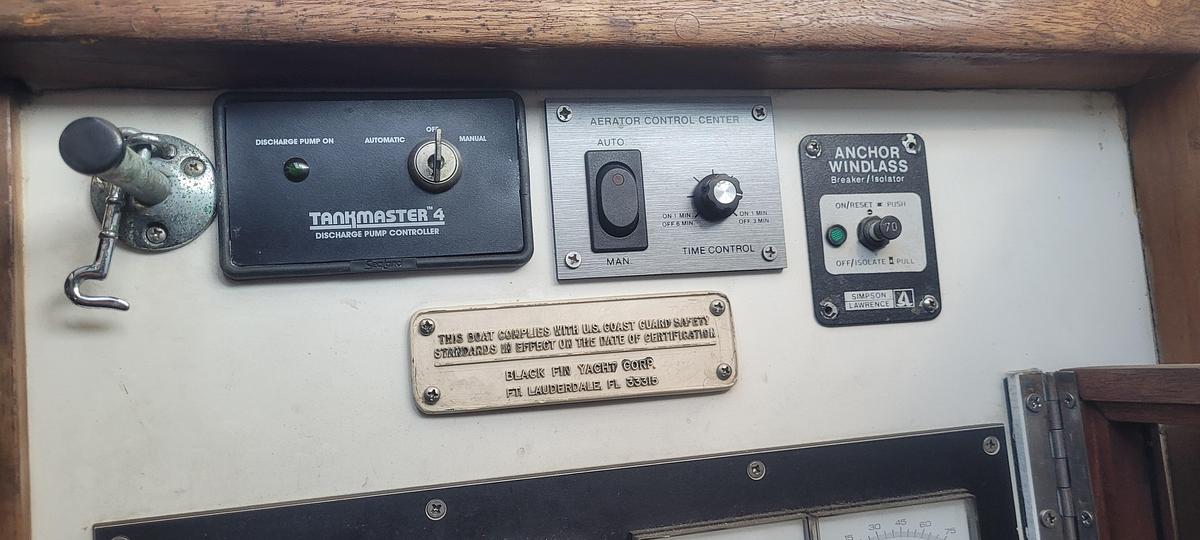 DISCHARGE PUMP ON
AUTOMATIC
OFF
MANUAL
TANKMASTER™ 4
DISCHARGE PUMP CONTROLLER
AERATOR CONTROL CENTER
AUTO
MAN.
ON 1 MIN.
OFF 6 MIN.
ON 1 MIN.
OFF 3 MIN.
TIME CONTROL
ANCHOR
WINDLASS
Breaker/Isolator
ON/RESET PUSH
70
OFF/ISOLATE PULL
SIMPSON
LAWRENCE
THIS BOAT COMPLIES WITH U.S. COAST GUARD SAFETY
STANDARDS IN EFFECT ON THE DATE OF CERTIFICATION
BLACK FIN YACHT CORP.
FT. LAUDERDALE, FL 33315
15 30 45 60 75